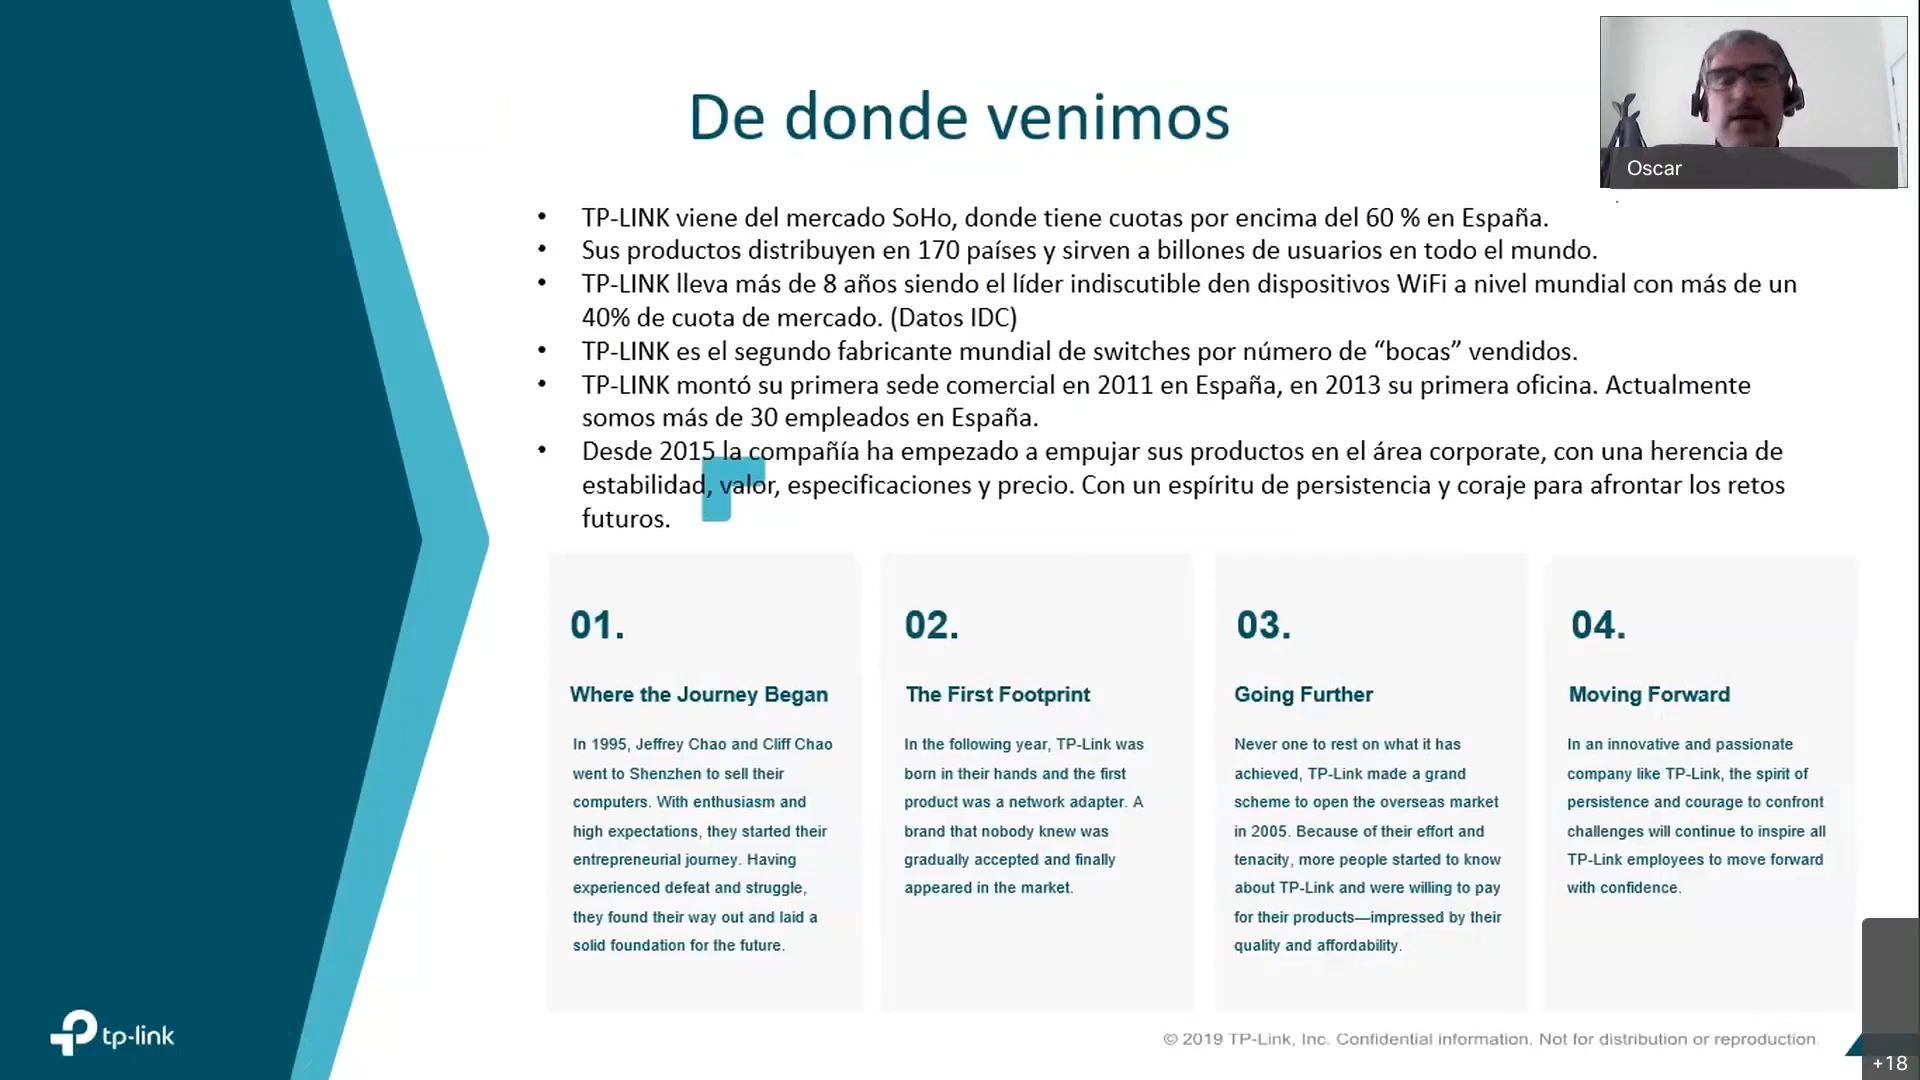 De donde venimos
Oscar
• TP-LINK viene del mercado SoHo, donde tiene cuotas por encima del 60 % en España.
• Sus productos distribuyen en 170 países y sirven a billones de usuarios en todo el mundo.
• TP-LINK lleva más de 8 años siendo el líder indiscutible den dispositivos WiFi a nivel mundial con más de un
40% de cuota de mercado. (Datos IDC)
• TP-LINK es el segundo fabricante mundial de switches por número de “bocas” vendidos.
• TP-LINK montó su primera sede comercial en 2011 en España, en 2013 su primera oficina. Actualmente
somos más de 30 empleados en España.
• Desde 2015 la compañía ha empezado a empujar sus productos en el área corporate, con una herencia de
estabilidad, valor, especificaciones y precio. Con un espíritu de persistencia y coraje para afrontar los retos
futuros.
01.
Where the Journey Began
In 1995, Jeffrey Chao and Cliff Chao
went to Shenzhen to sell their
computers. With enthusiasm and
high expectations, they started their
entrepreneurial journey. Having
experienced defeat and struggle,
they found their way out and laid a
solid foundation for the future.
02.
The First Footprint
In the following year, TP-Link was
born in their hands and the first
product was a network adapter. A
brand that nobody knew was
gradually accepted and finally
appeared in the market.
03.
Going Further
Never one to rest on what it has
achieved, TP-Link made a grand
scheme to open the overseas market
in 2005. Because of their effort and
tenacity, more people started to know
about TP-Link and were willing to pay
for their products—impressed by their
quality and affordability.
04.
Moving Forward
In an innovative and passionate
company like TP-Link, the spirit of
persistence and courage to confront
challenges will continue to inspire all
TP-Link employees to move forward
with confidence.
tp-link
© 2019 TP-Link, Inc. Confidential information. Not for distribution or reproduction.
+18